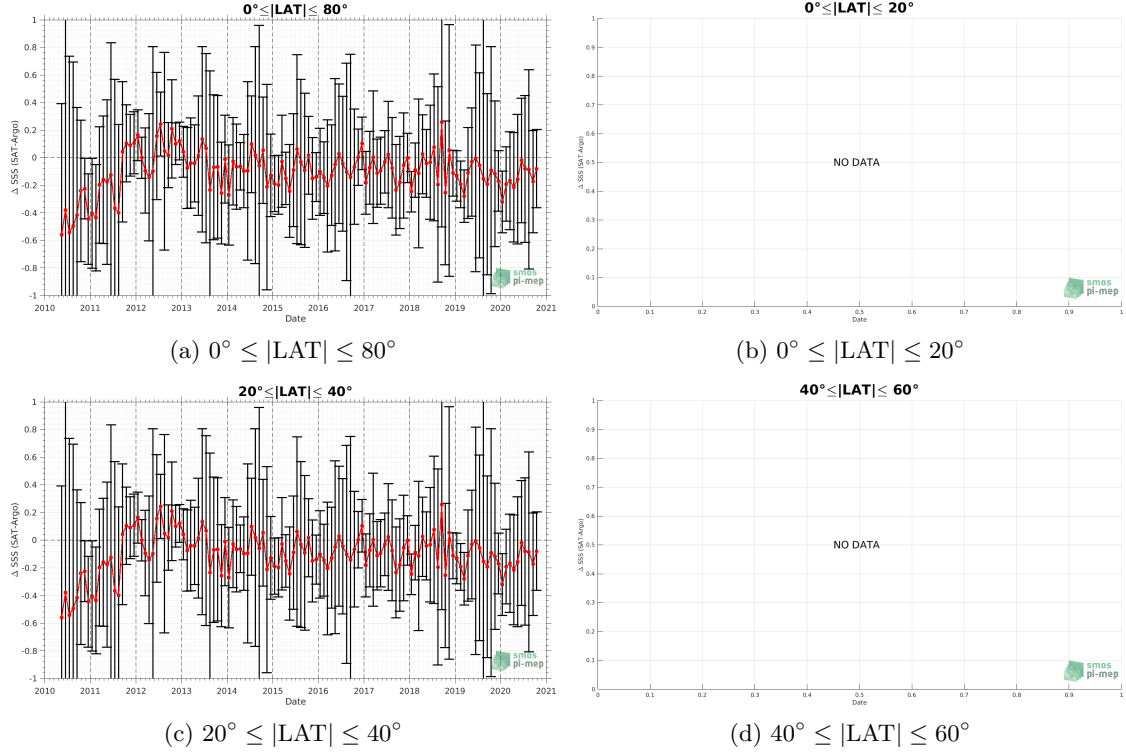 0°≤|LAT|≤ 80°
Δ SSS (SAT-Argo)
1
0.8
0.6
0.4
0.2
0
-0.2
-0.4
-0.6
-0.8
-1
2010 2011 2012 2013 2014 2015 2016 2017 2018 2019 2020 2021
Date
smos
pi-mep
(a) 0° ≤ |LAT| ≤ 80°
0°≤|LAT|≤ 20°
Δ SSS (SAT-Argo)
1
0.9
0.8
0.7
0.6
0.5
0.4
0.3
0.2
0.1
0
NO DATA
0 0.1 0.2 0.3 0.4 0.5 0.6 0.7 0.8 0.9 1
Date
smos
pi-mep
(b) 0° ≤ |LAT| ≤ 20°
20°≤|LAT|≤ 40°
Δ SSS (SAT-Argo)
1
0.8
0.6
0.4
0.2
0
-0.2
-0.4
-0.6
-0.8
-1
2010 2011 2012 2013 2014 2015 2016 2017 2018 2019 2020 2021
Date
smos
pi-mep
(c) 20° ≤ |LAT| ≤ 40°
40°≤|LAT|≤ 60°
Δ SSS (SAT-Argo)
1
0.9
0.8
0.7
0.6
0.5
0.4
0.3
0.2
0.1
0
NO DATA
0 0.1 0.2 0.3 0.4 0.5 0.6 0.7 0.8 0.9 1
Date
smos
pi-mep
(d) 40° ≤ |LAT| ≤ 60°